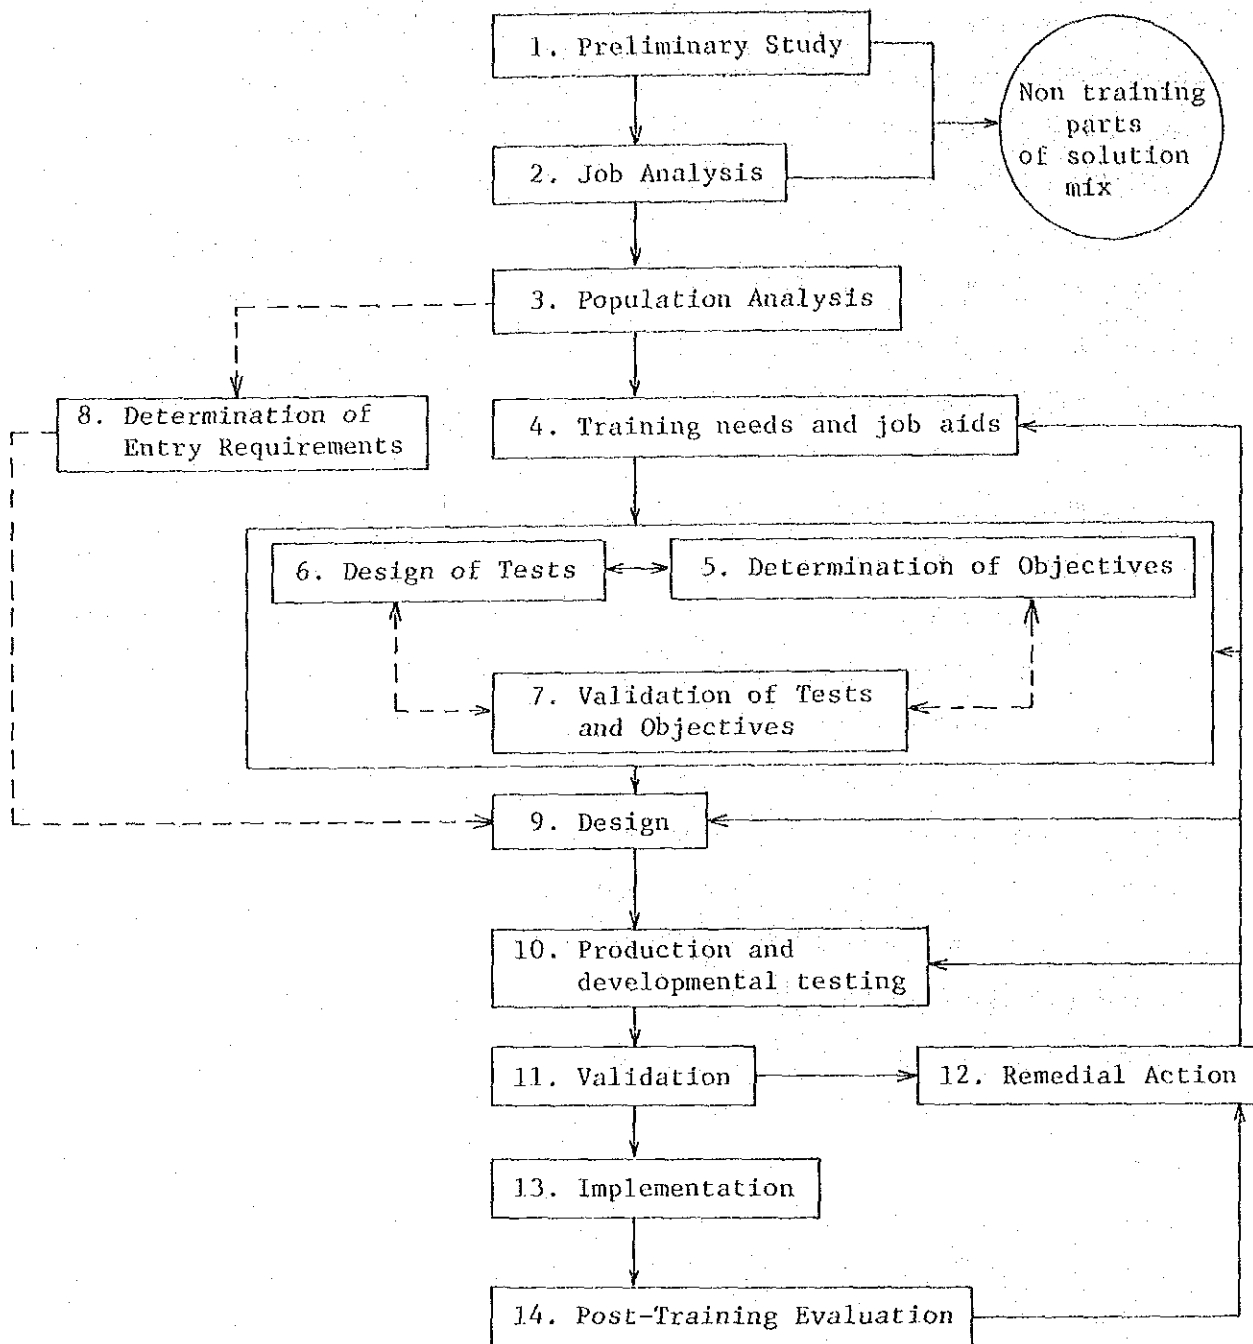 1. Preliminary Study
Non training
parts
of solution
mix
2. Job Analysis
3. Population Analysis
8. Determination of
Entry Requirements
4. Training needs and job aids
6. Design of Tests
5. Determination of Objectives
7. Validation of Tests
and Objectives
9. Design
10. Production and
developmental testing
11. Validation
12. Remedial Action
13. Implementation
14. Post-Training Evaluation